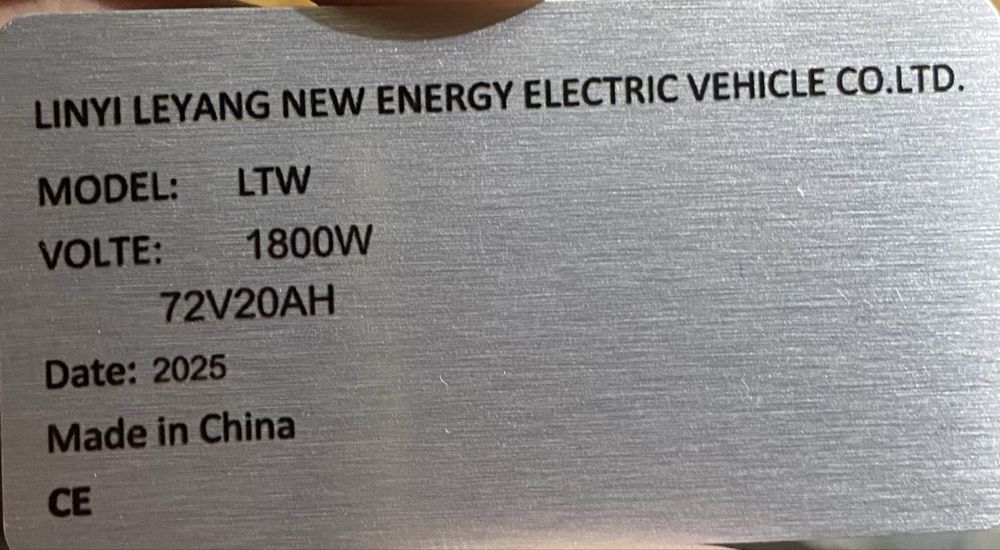 LINYI LEYANG NEW ENERGY ELECTRIC VEHICLE CO.LTD.
MODEL: LTW
VOLTE: 1800W
72V20AH
Date: 2025
Made in China
CE